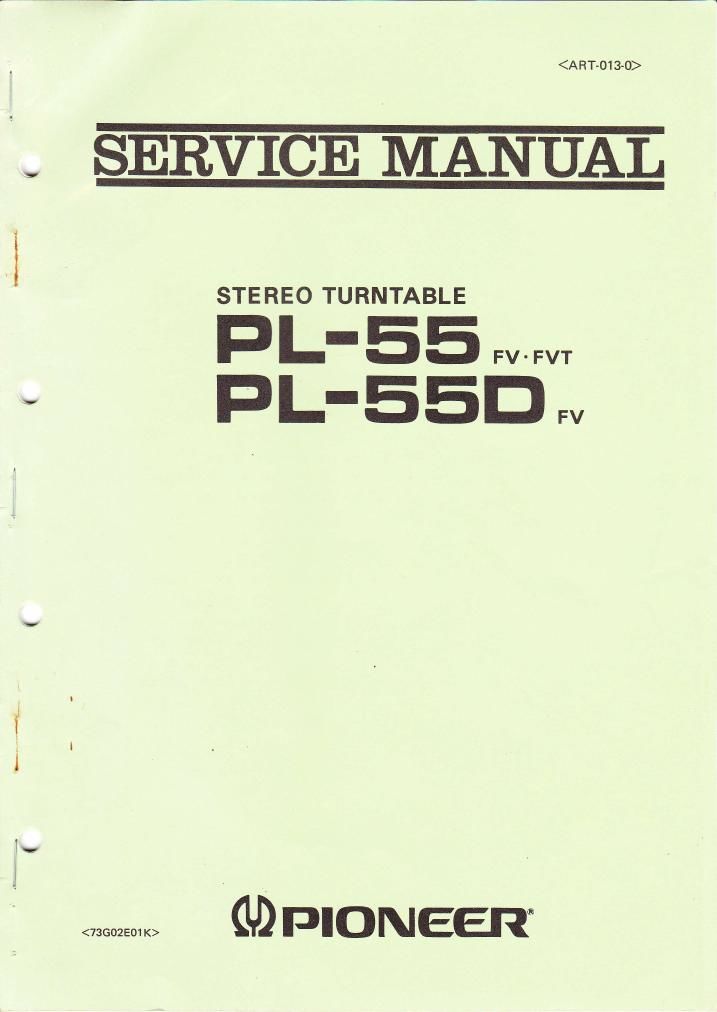 <ART-013-0>
SERVICE MANUAL
STEREO TURNTABLE
PL-55 FV·FVT
PL-55D FV
<73G02E01K>
PIONEER®